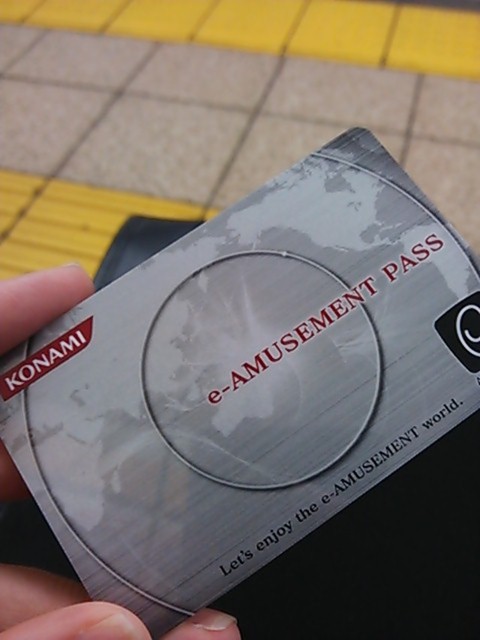 e-AMUSEMENT PASS
KONAMI
Let's enjoy the e-AMUSEMENT world.